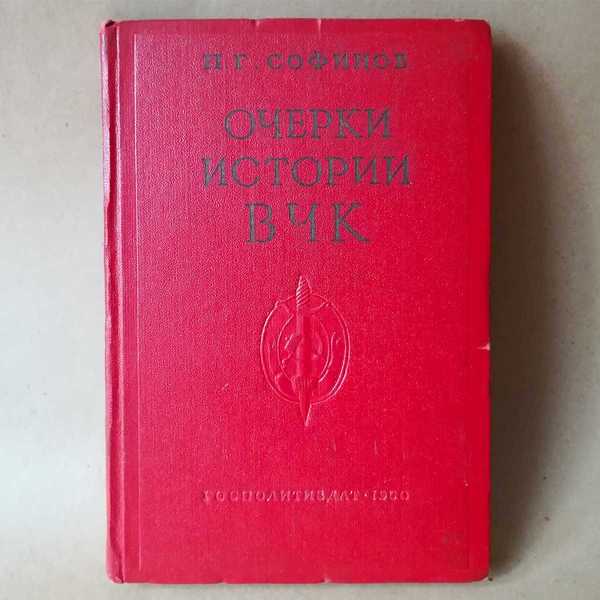 П. Г. СОФИНОВ
ОЧЕРКИ
ИСТОРИИ
ВЧК
ГОСПОЛИТИЗДАТ · 1960